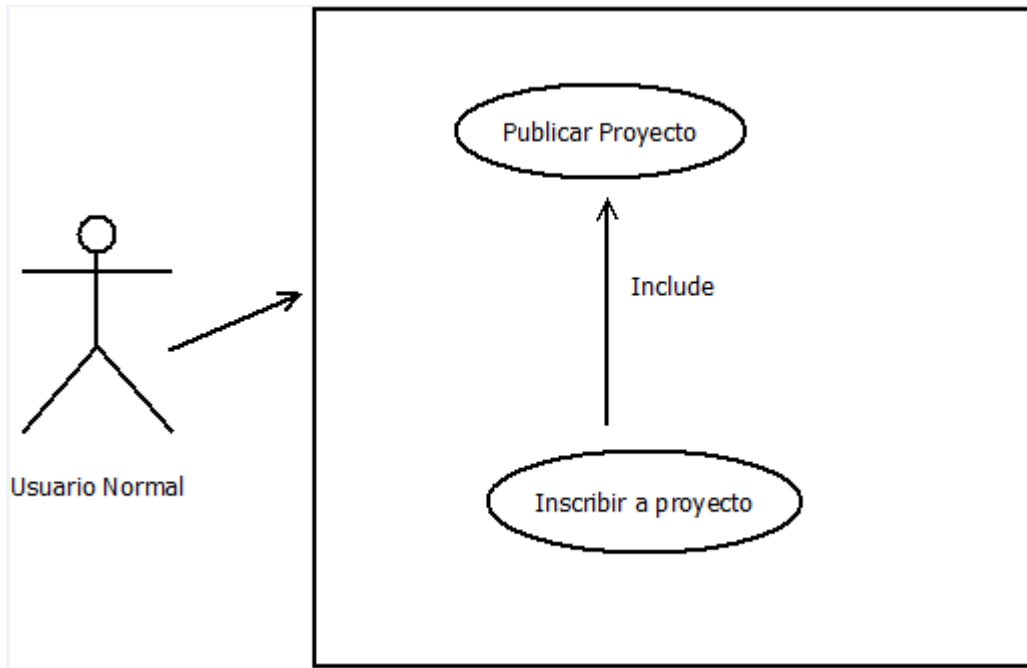 Publicar Proyecto
Include
Usuario Normal
Inscribir a proyecto